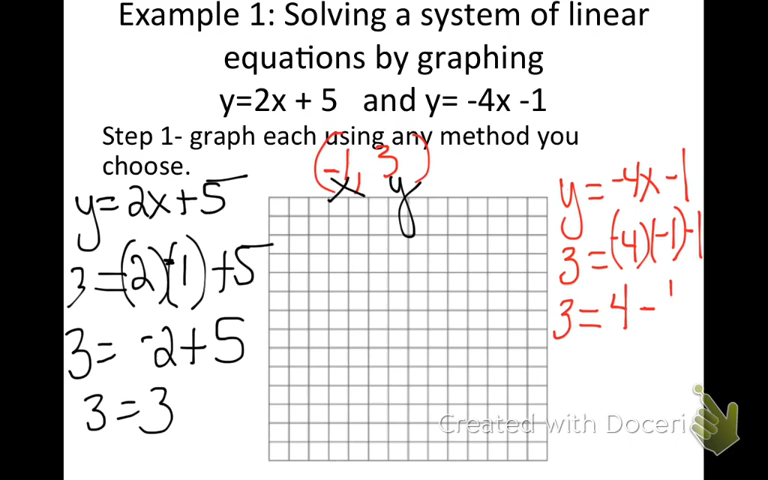 Example 1: Solving a system of linear
equations by graphing
y=2x + 5 and y= -4x -1
Step 1- graph each using any method you
choose.
(-1, 3)
x y
y=2x+5
3=(2)(-1)+5
3= -2+5
3=3
y=-4x-1
3=(-4)(-1)-1
3=4-1
Created with Doceri